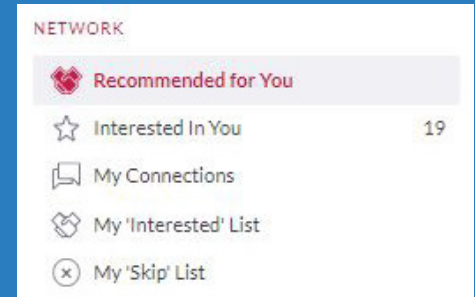 NETWORK
Recommended for You
Interested In You 19
My Connections
My 'Interested' List
My 'Skip' List